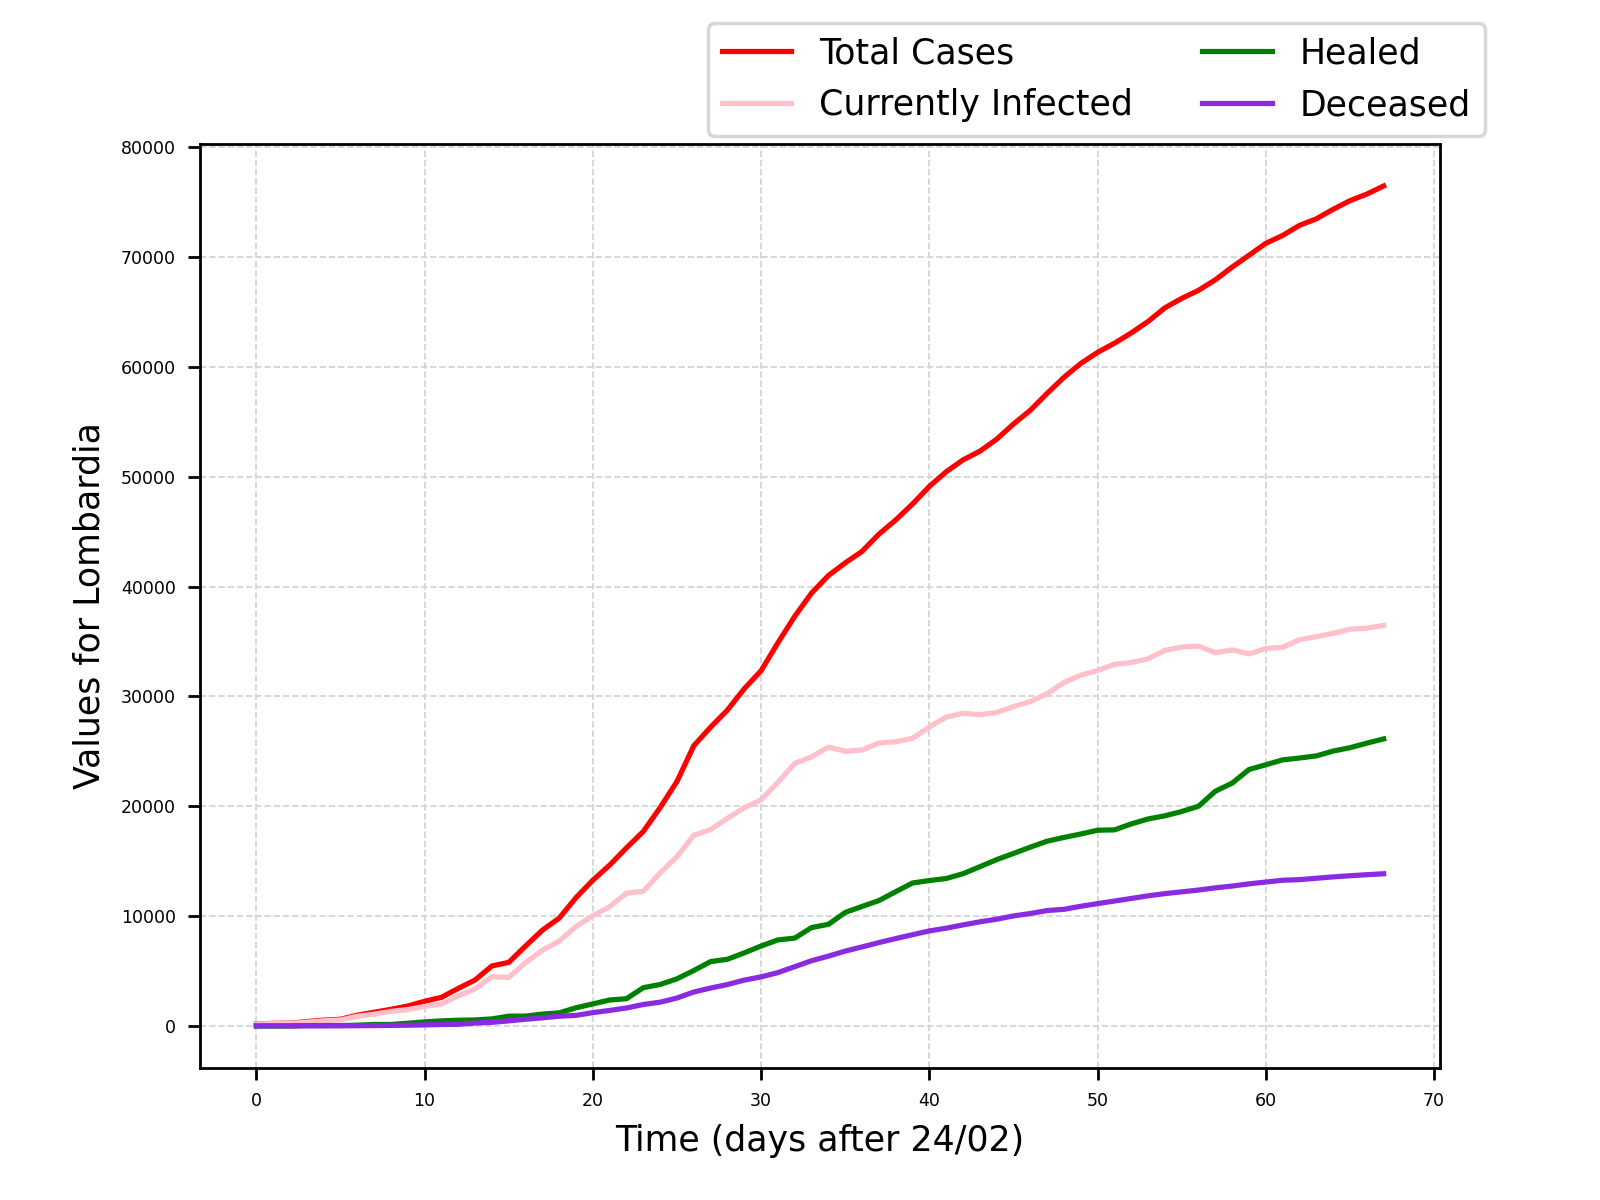 Total Cases
Currently Infected
Healed
Deceased
80000
70000
60000
50000
40000
30000
20000
10000
0
Values for Lombardia
0 10 20 30 40 50 60 70
Time (days after 24/02)